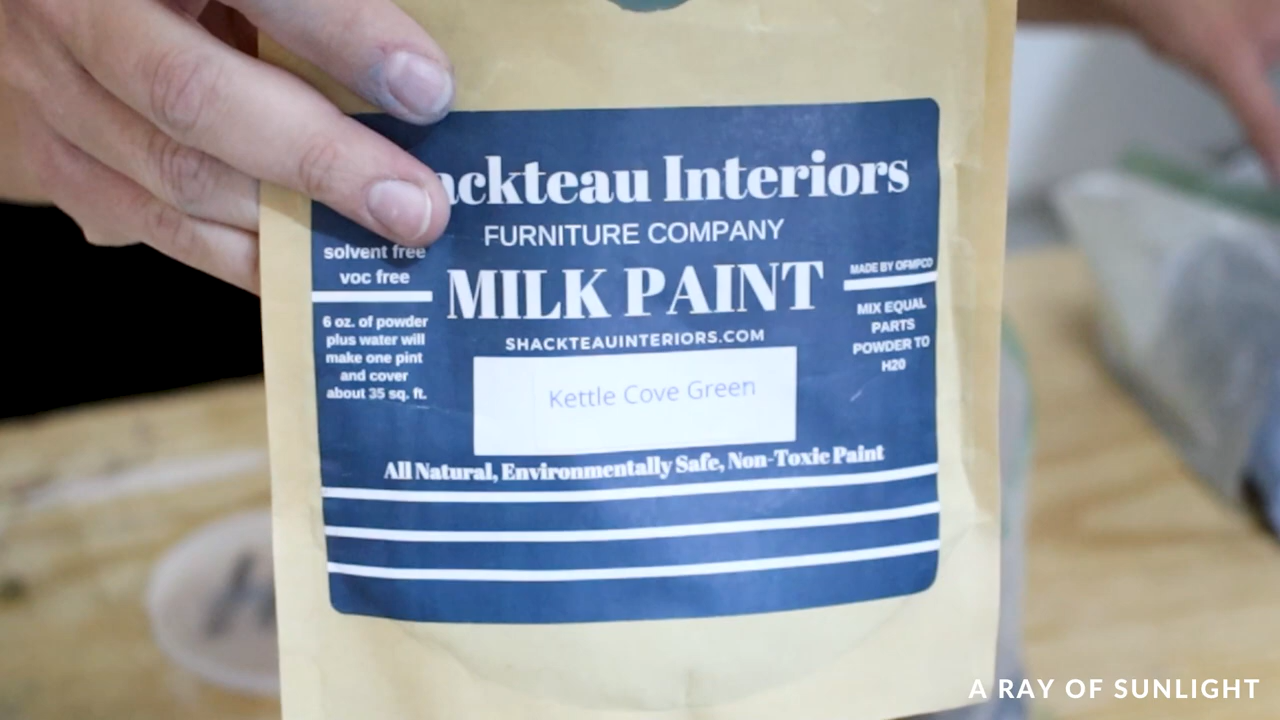 ackteau Interiors
FURNITURE COMPANY
solvent free
voc free
MILK PAINT
MADE BY OFMPCO
6 oz. of powder
plus water will
make one pint
and cover
about 35 sq. ft.
MIX EQUAL
PARTS
POWDER TO
H20
SHACKTEAUINTERIORS.COM
Kettle Cove Green
All Natural, Environmentally Safe, Non-Toxic Paint
A RAY OF SUNLIGHT